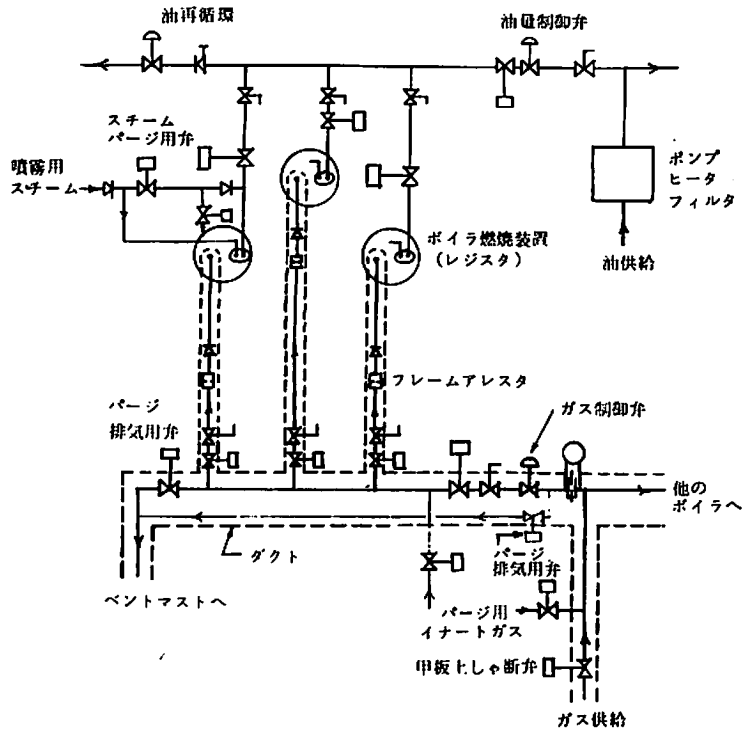 油再循環
油量制御弁
スチーム
パージ用弁
噴霧用
スチーム
ポンプ
ヒータ
フィルタ
ボイラ燃焼装置
(レジスタ)
油供給
フレームアレスタ
パージ
排気用弁
ガス制御弁
他の
ボイラへ
ダクト
パージ
排気用弁
ベントマストへ
パージ用
イナートガス
甲板上しゃ断弁
ガス供給